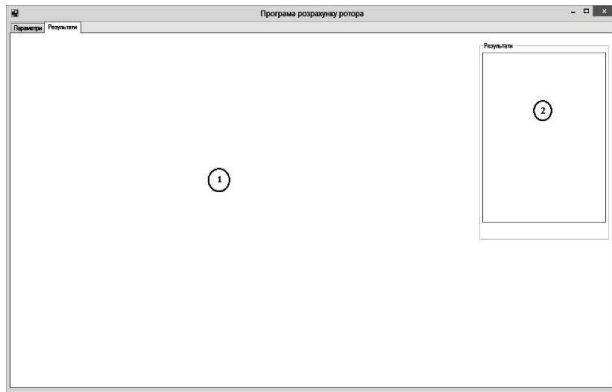 Програма розрахунку ротора
Параметри Результати
Результати
1
2